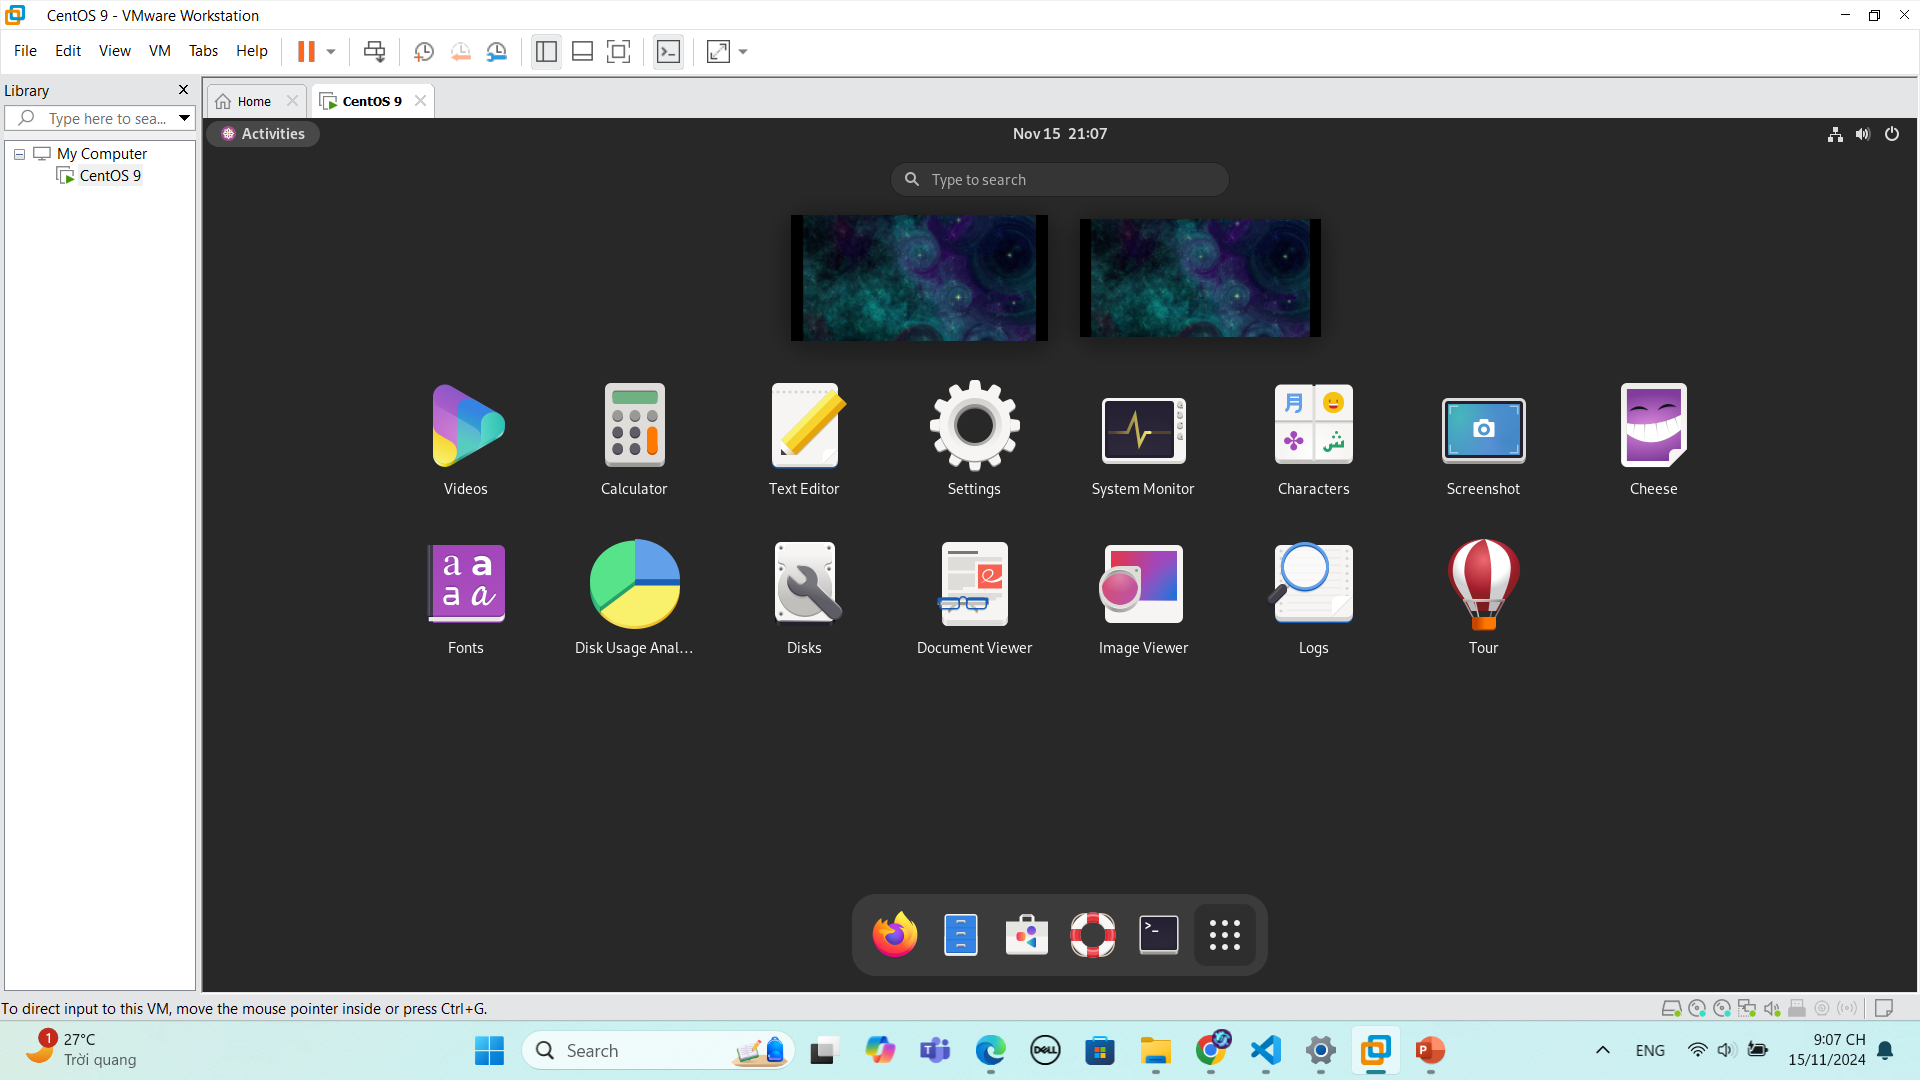 CentOS 9 - VMware Workstation
File Edit View VM Tabs Help
Library
Home
CentOS 9
Type here to sea...
My Computer
CentOS 9
Activities
Nov 15 21:07
Type to search
Videos
Calculator
Text Editor
Settings
System Monitor
Characters
Screenshot
Cheese
Fonts
Disk Usage Anal...
Disks
Document Viewer
Image Viewer
Logs
Tour
To direct input to this VM, move the mouse pointer inside or press Ctrl+G.
1
27°C
Trời quang
Search
DELL
ENG
9:07 CH
15/11/2024